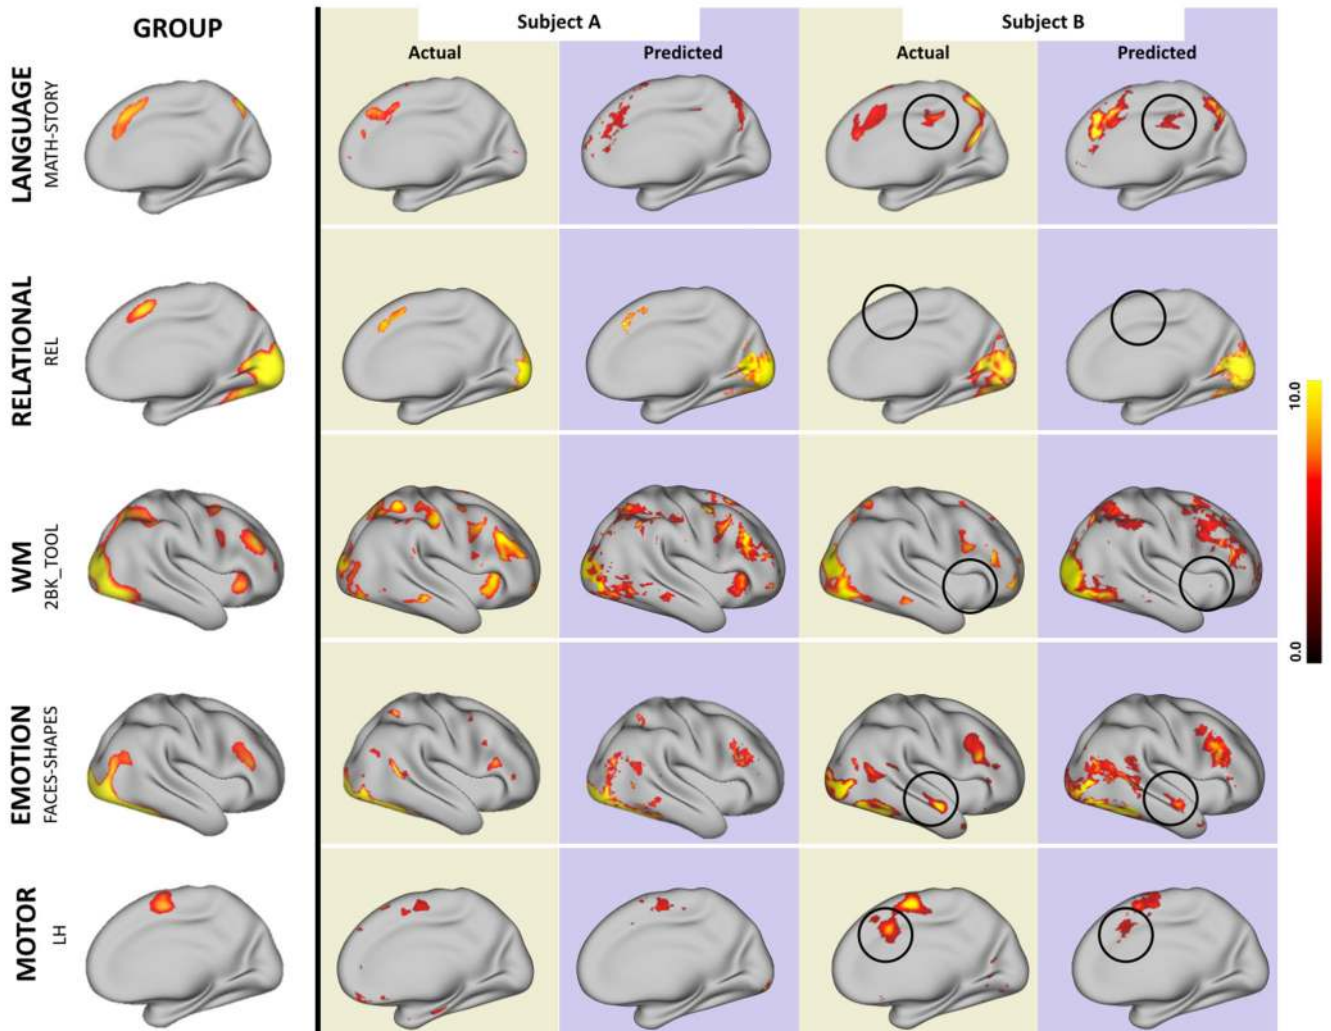 GROUP
Subject A
Subject B
Actual
Predicted
Actual
Predicted
LANGUAGE
MATH-STORY
RELATIONAL
REL
WM
2BK_TOOL
EMOTION
FACES-SHAPES
MOTOR
LH
10.0
0.0